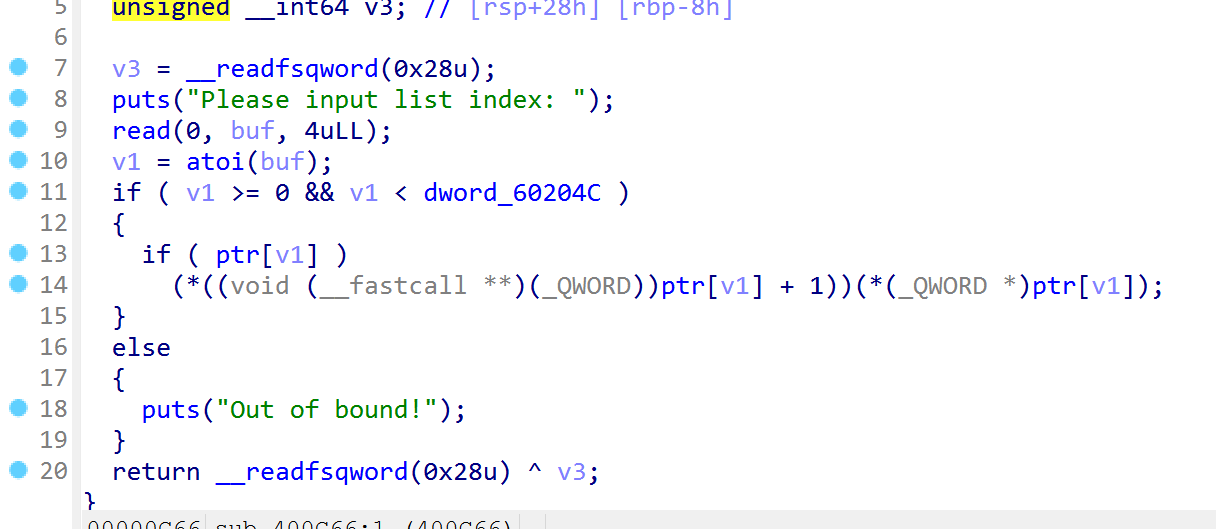 5 unsigned __int64 v3; // [rsp+28h] [rbp-8h]
6
7 v3 = __readfsqword(0x28u);
8 puts("Please input list index: ");
9 read(0, buf, 4uLL);
10 v1 = atoi(buf);
11 if ( v1 >= 0 && v1 < dword_60204C )
12 {
13 if ( ptr[v1] )
14 (*((void (__fastcall **)(_QWORD))ptr[v1] + 1))(*(_QWORD *)ptr[v1]);
15 }
16 else
17 {
18 puts("Out of bound!");
19 }
20 return __readfsqword(0x28u) ^ v3;
}
00000C66 sub_400C66:1 (400C66)